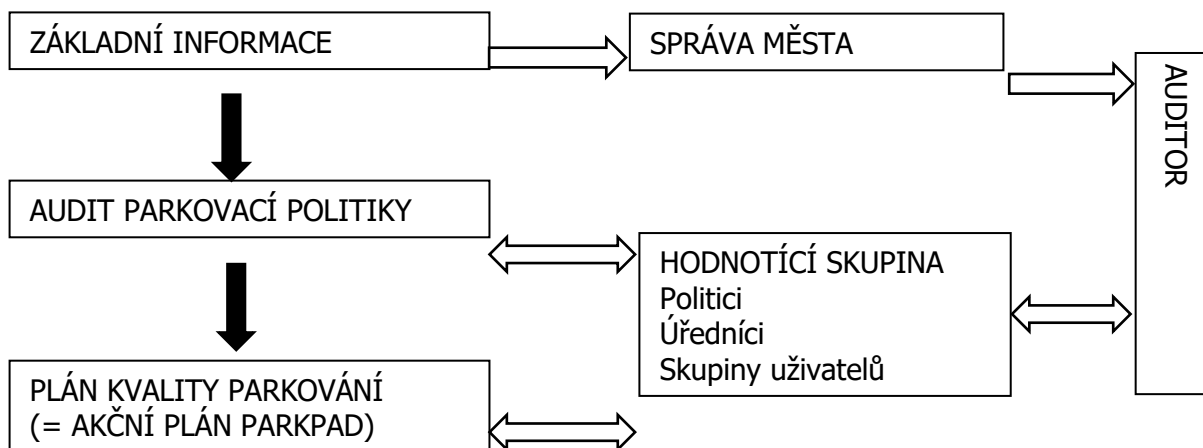 ZÁKLADNÍ INFORMACE
SPRÁVA MĚSTA
AUDITOR
AUDIT PARKOVACÍ POLITIKY
HODNOTÍCÍ SKUPINA
Politici
Úředníci
Skupiny uživatelů
PLÁN KVALITY PARKOVÁNÍ
(= AKČNÍ PLÁN PARKPAD)